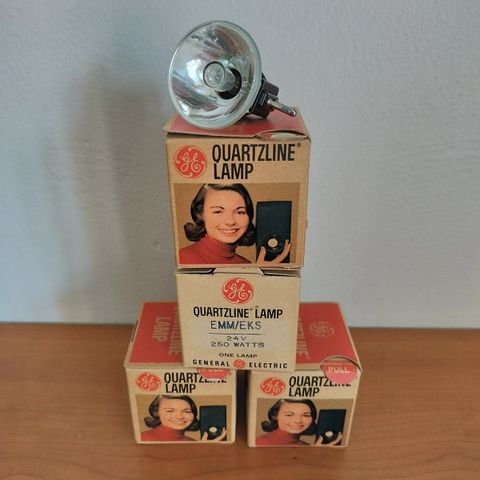 GE QUARTZLINE®
LAMP
GE
QUARTZLINE® LAMP
EMM/EKS
24V
250 WATTS
ONE LAMP
GENERAL GE ELECTRIC
GE QUARTZLINE®
LAMP
PULL
GE QUARTZLINE®
LAMP